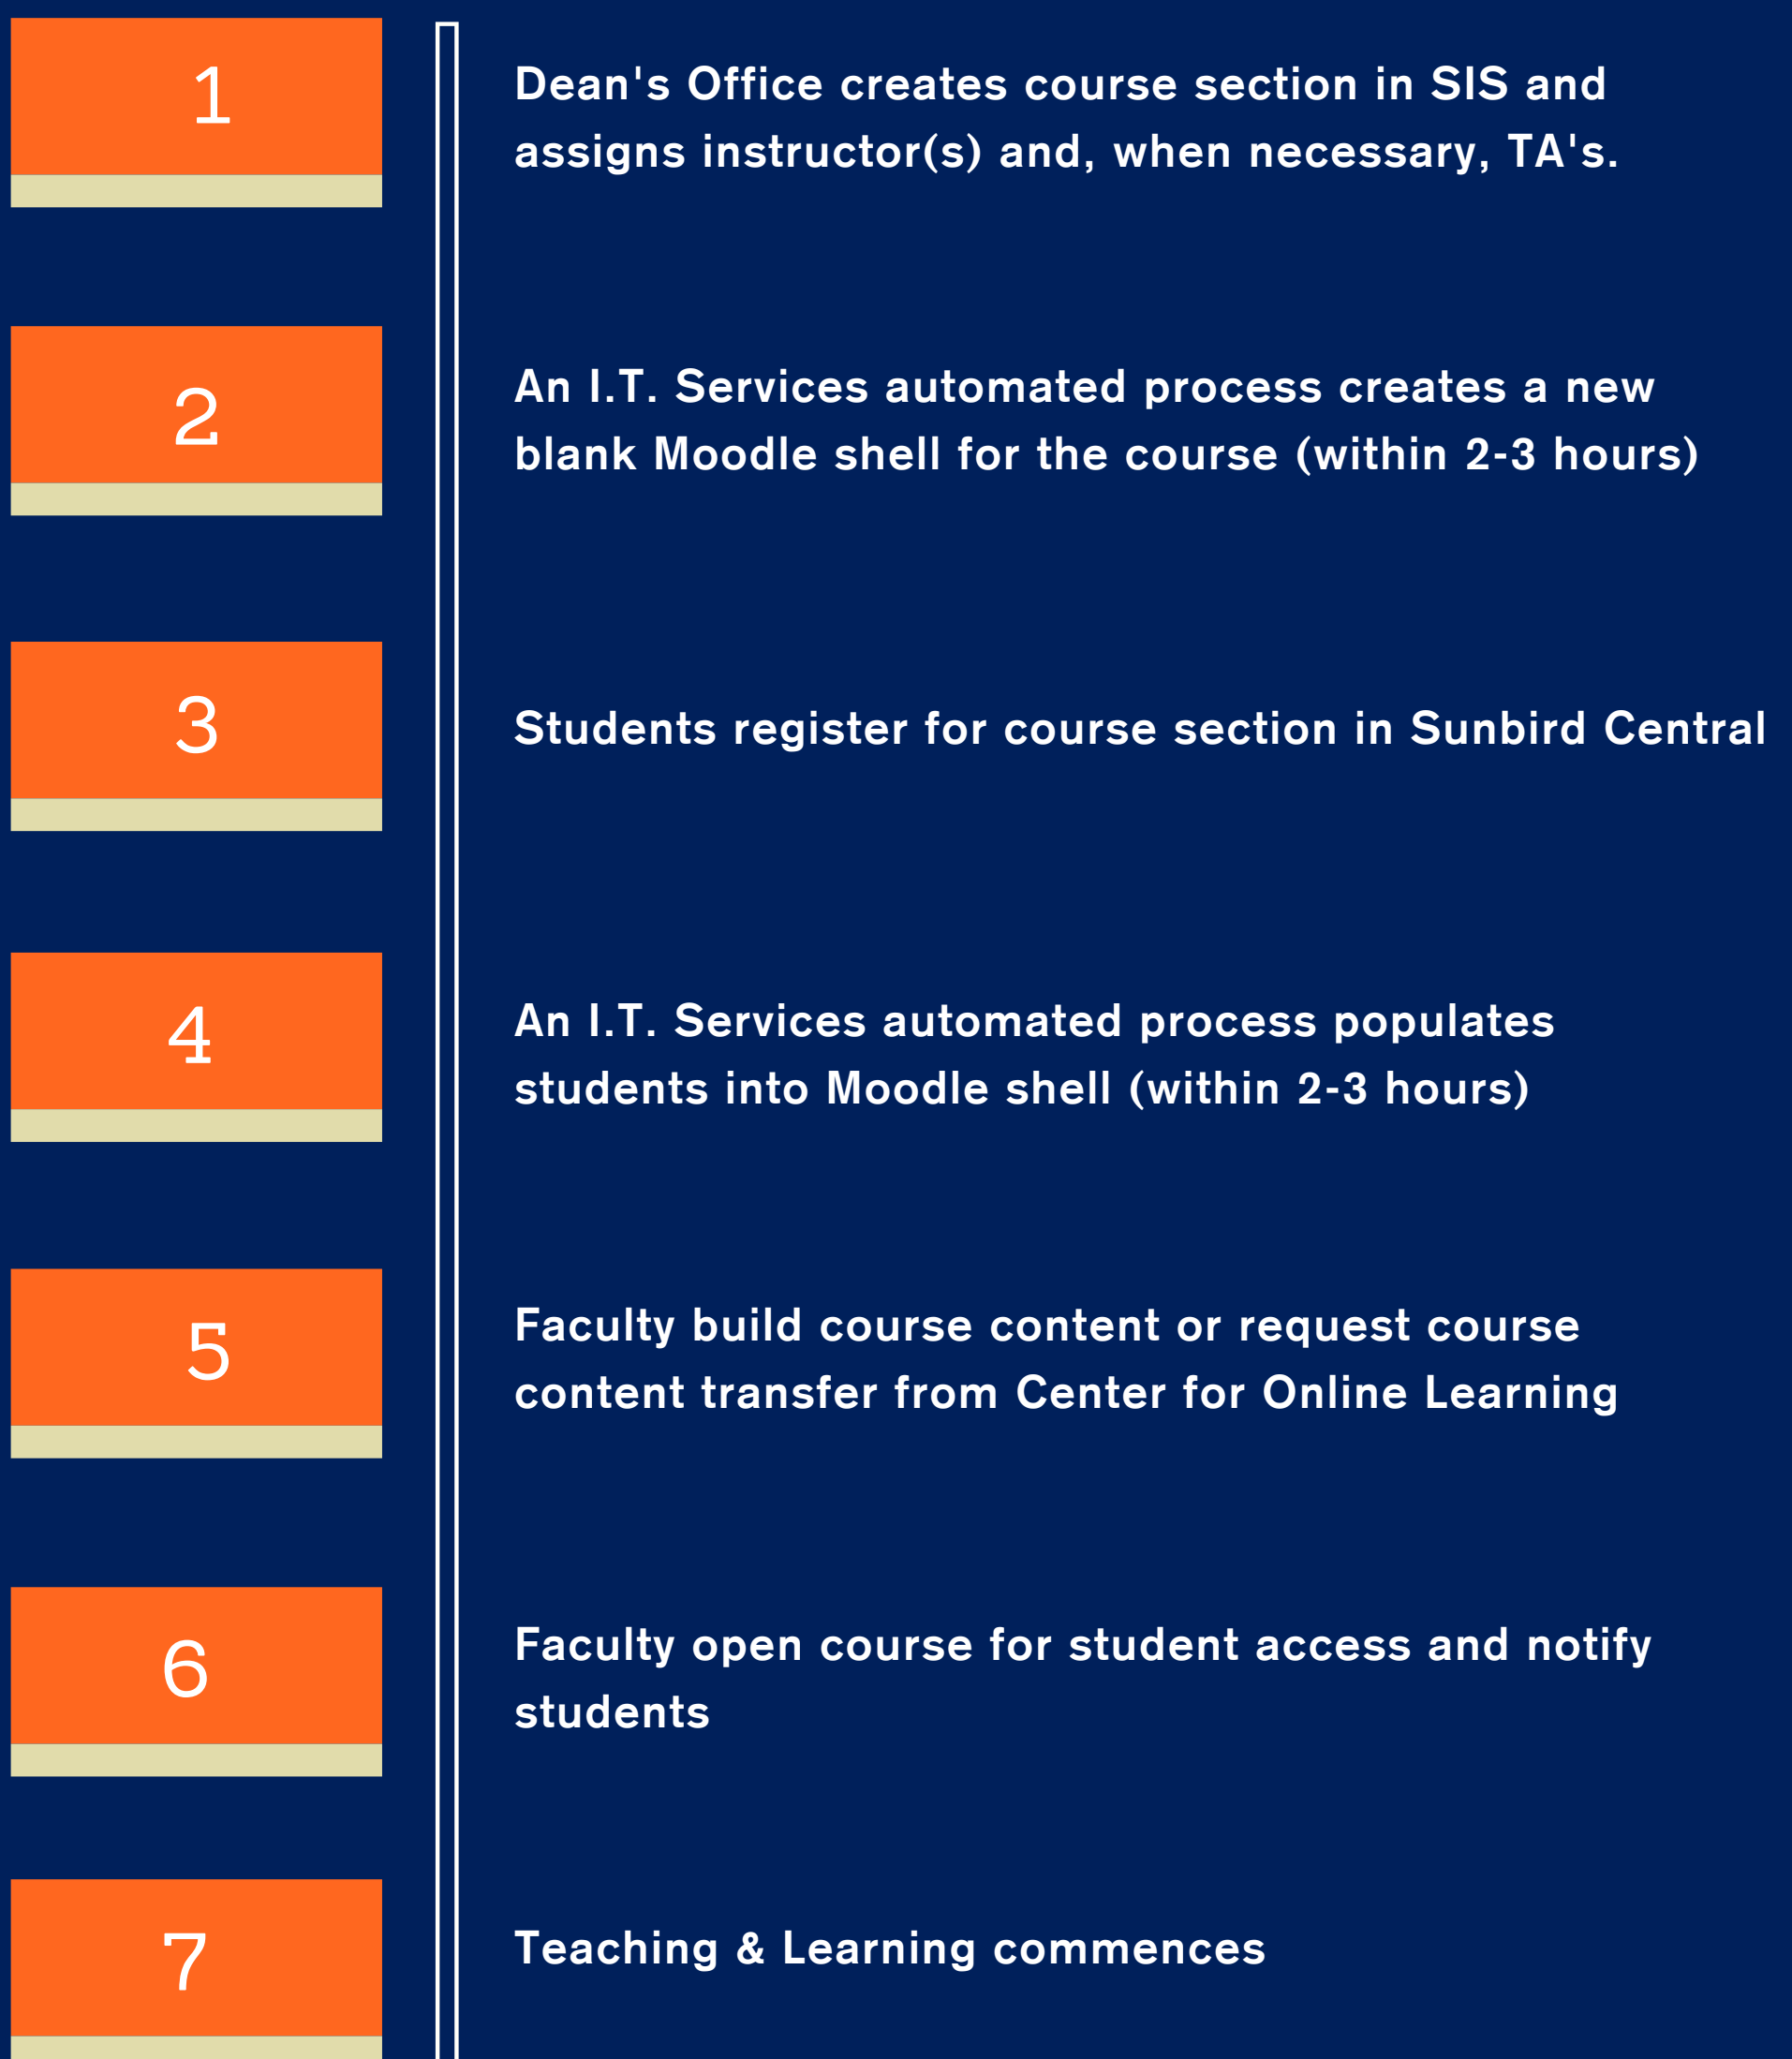 1
Dean's Office creates course section in SIS and
assigns instructor(s) and, when necessary, TA's.
2
An I.T. Services automated process creates a new
blank Moodle shell for the course (within 2-3 hours)
3
Students register for course section in Sunbird Central
4
An I.T. Services automated process populates
students into Moodle shell (within 2-3 hours)
5
Faculty build course content or request course
content transfer from Center for Online Learning
6
Faculty open course for student access and notify
students
7
Teaching & Learning commences